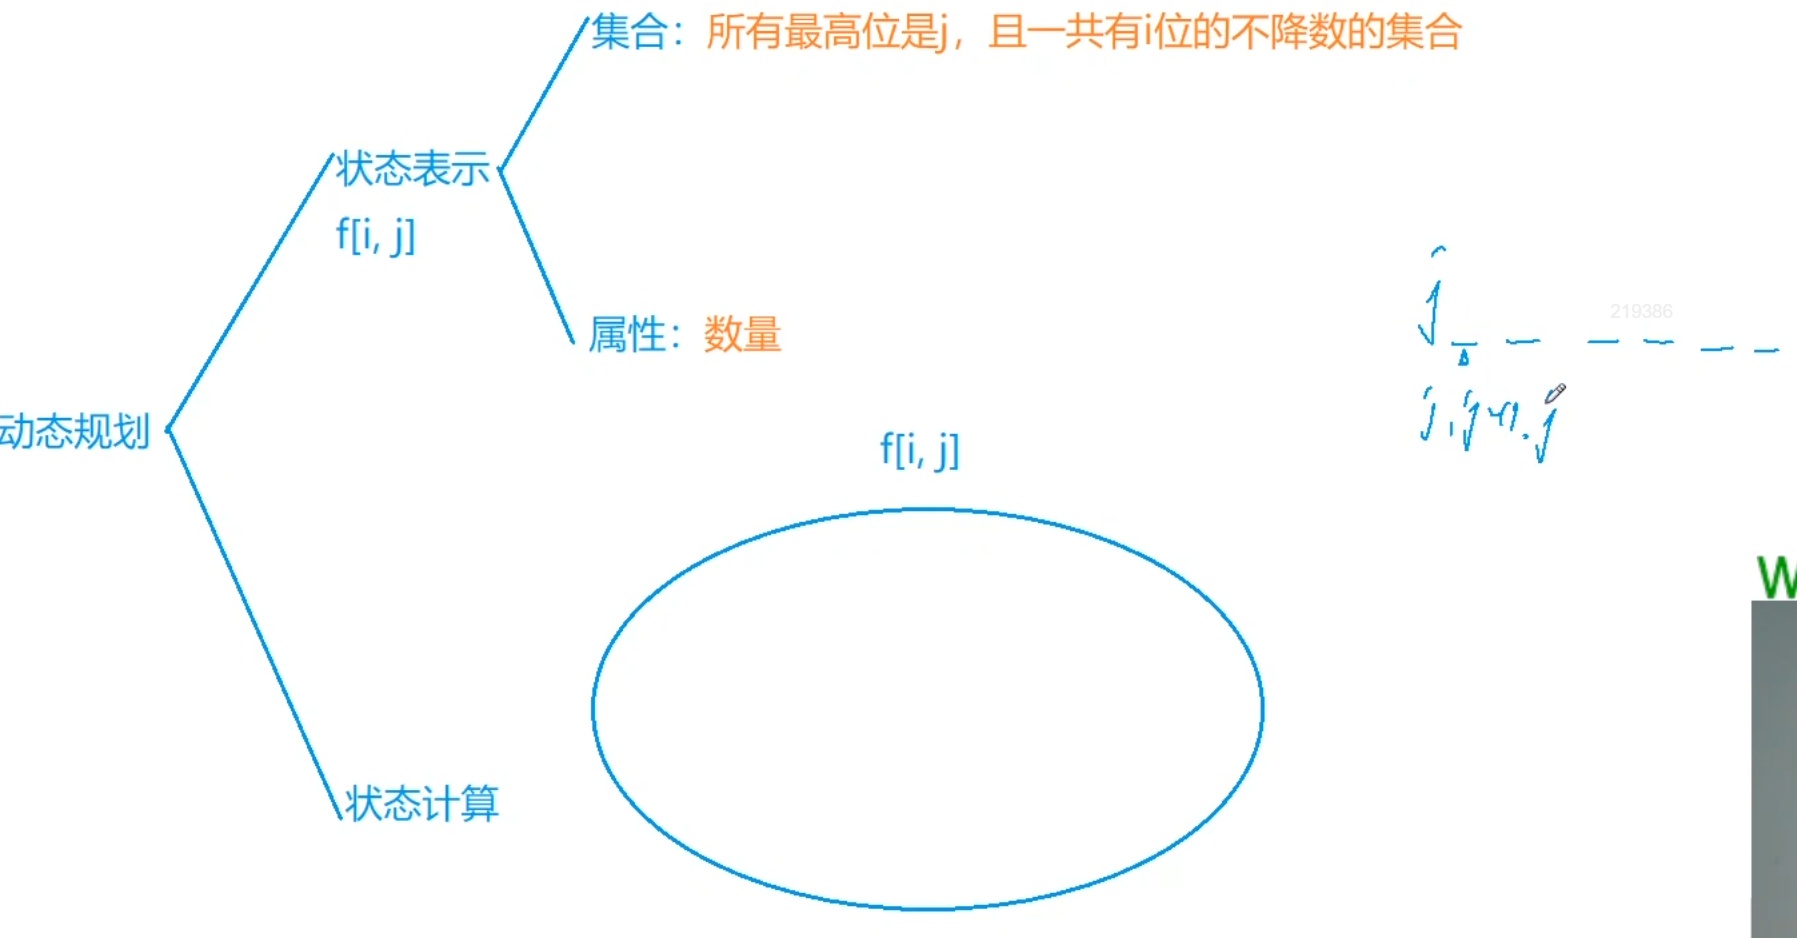 集合：所有最高位是j，且一共有i位的不降数的集合
状态表示
f[i, j]
j
219386
属性：数量
j, j+1, j
动态规划
f[i, j]
W
状态计算